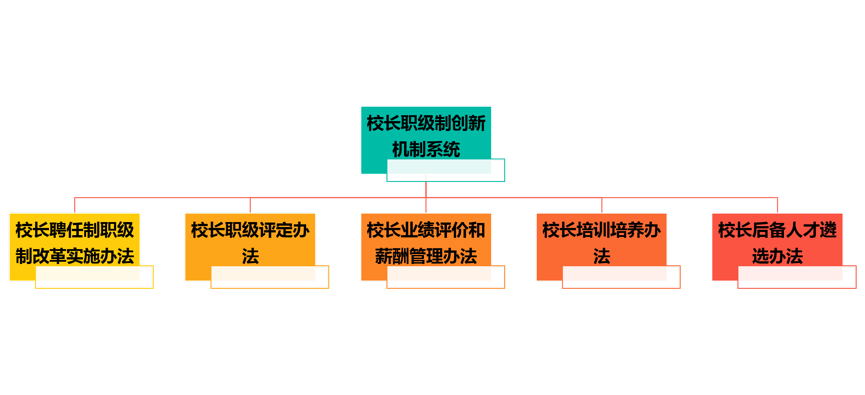 校长职级制创新
机制系统
校长聘任制职级
制改革实施办法
校长职级评定办
法
校长业绩评价和
薪酬管理办法
校长培训培养办
法
校长后备人才遴
选办法